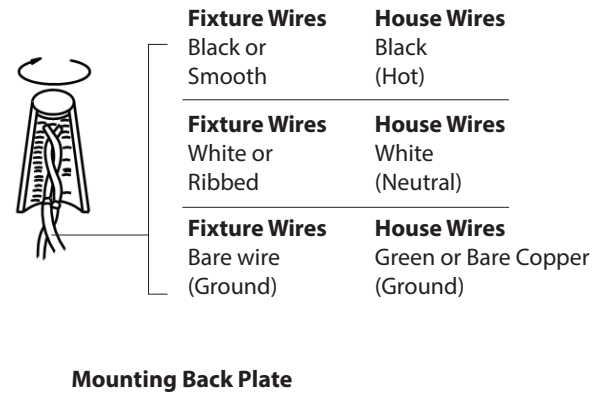 Fixture Wires House Wires
Black or Black
Smooth (Hot)
Fixture Wires House Wires
White or White
Ribbed (Neutral)
Fixture Wires House Wires
Bare wire Green or Bare Copper
(Ground) (Ground)
Mounting Back Plate